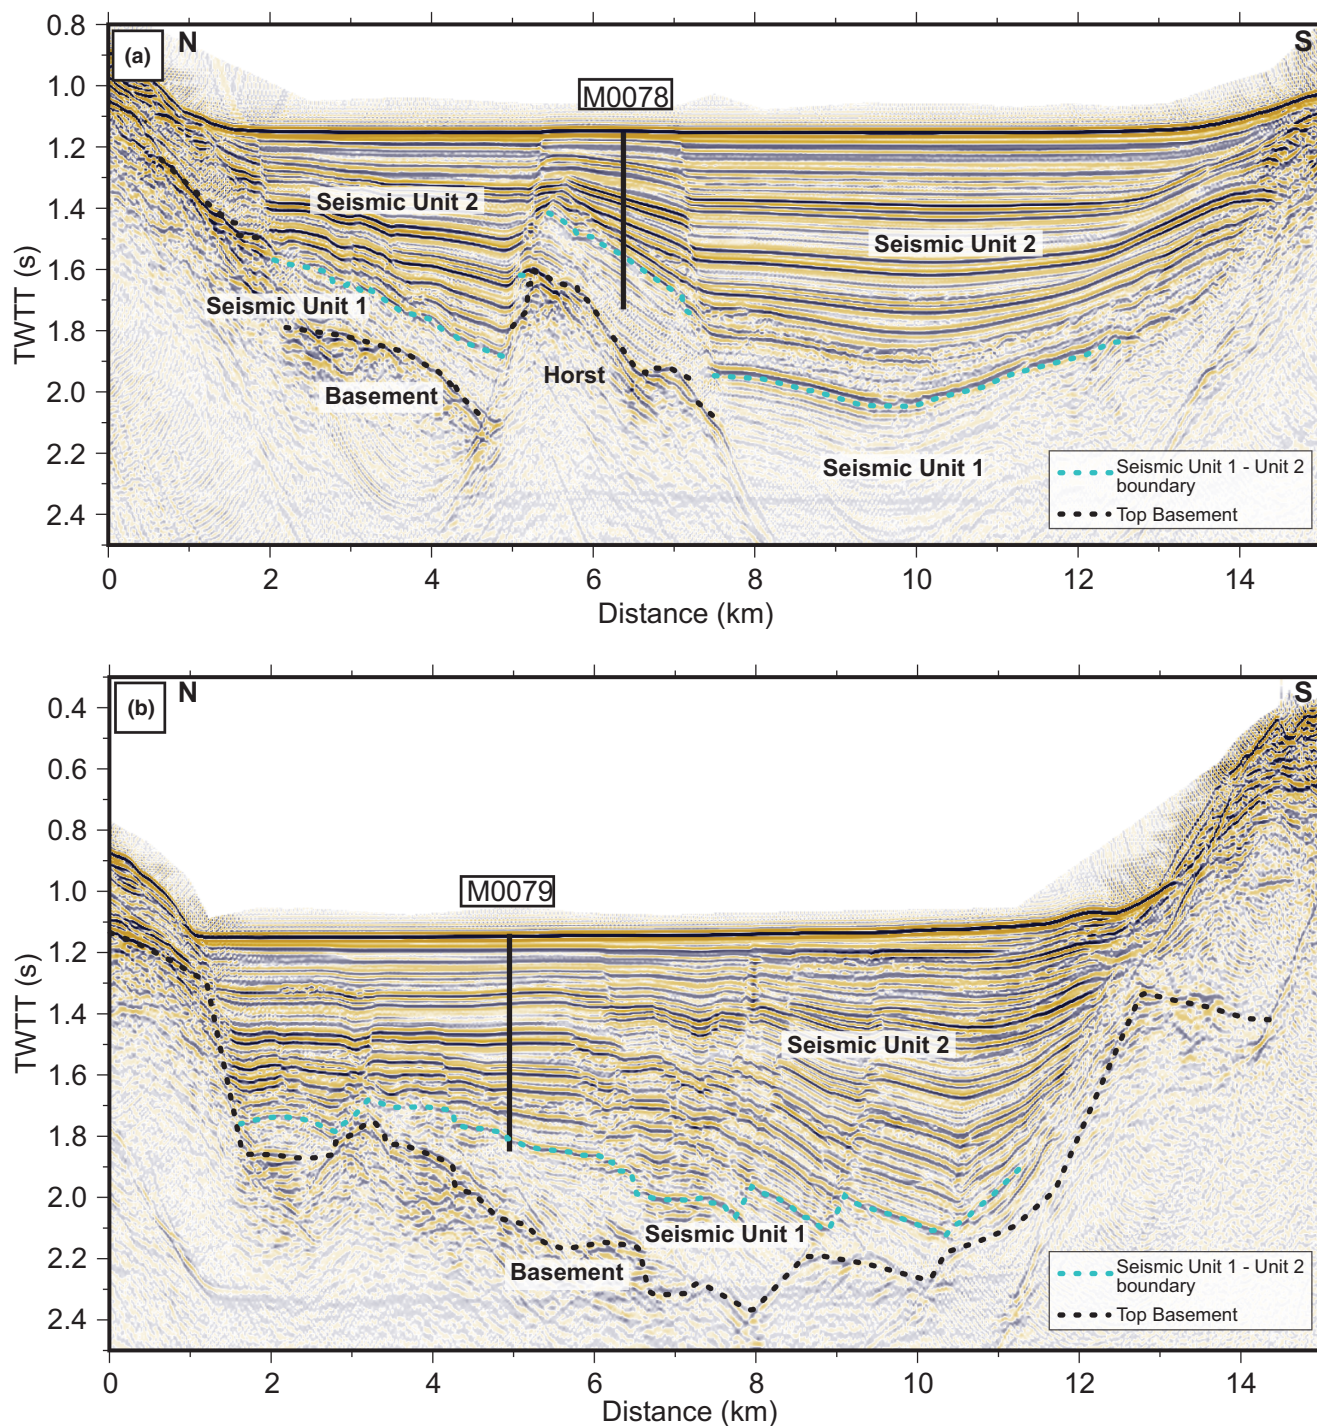 (a)
N
S
M0078
0.8
1.0
1.2
1.4
1.6
1.8
2.0
2.2
2.4
TWTT (s)
Seismic Unit 2
Seismic Unit 2
Seismic Unit 1
Basement
Horst
Seismic Unit 1
Seismic Unit 1 - Unit 2
boundary
Top Basement
0 2 4 6 8 10 12 14
Distance (km)
(b)
N
S
M0079
0.4
0.6
0.8
1.0
1.2
1.4
1.6
1.8
2.0
2.2
2.4
TWTT (s)
Seismic Unit 2
Seismic Unit 1
Basement
Seismic Unit 1 - Unit 2
boundary
Top Basement
0 2 4 6 8 10 12 14
Distance (km)